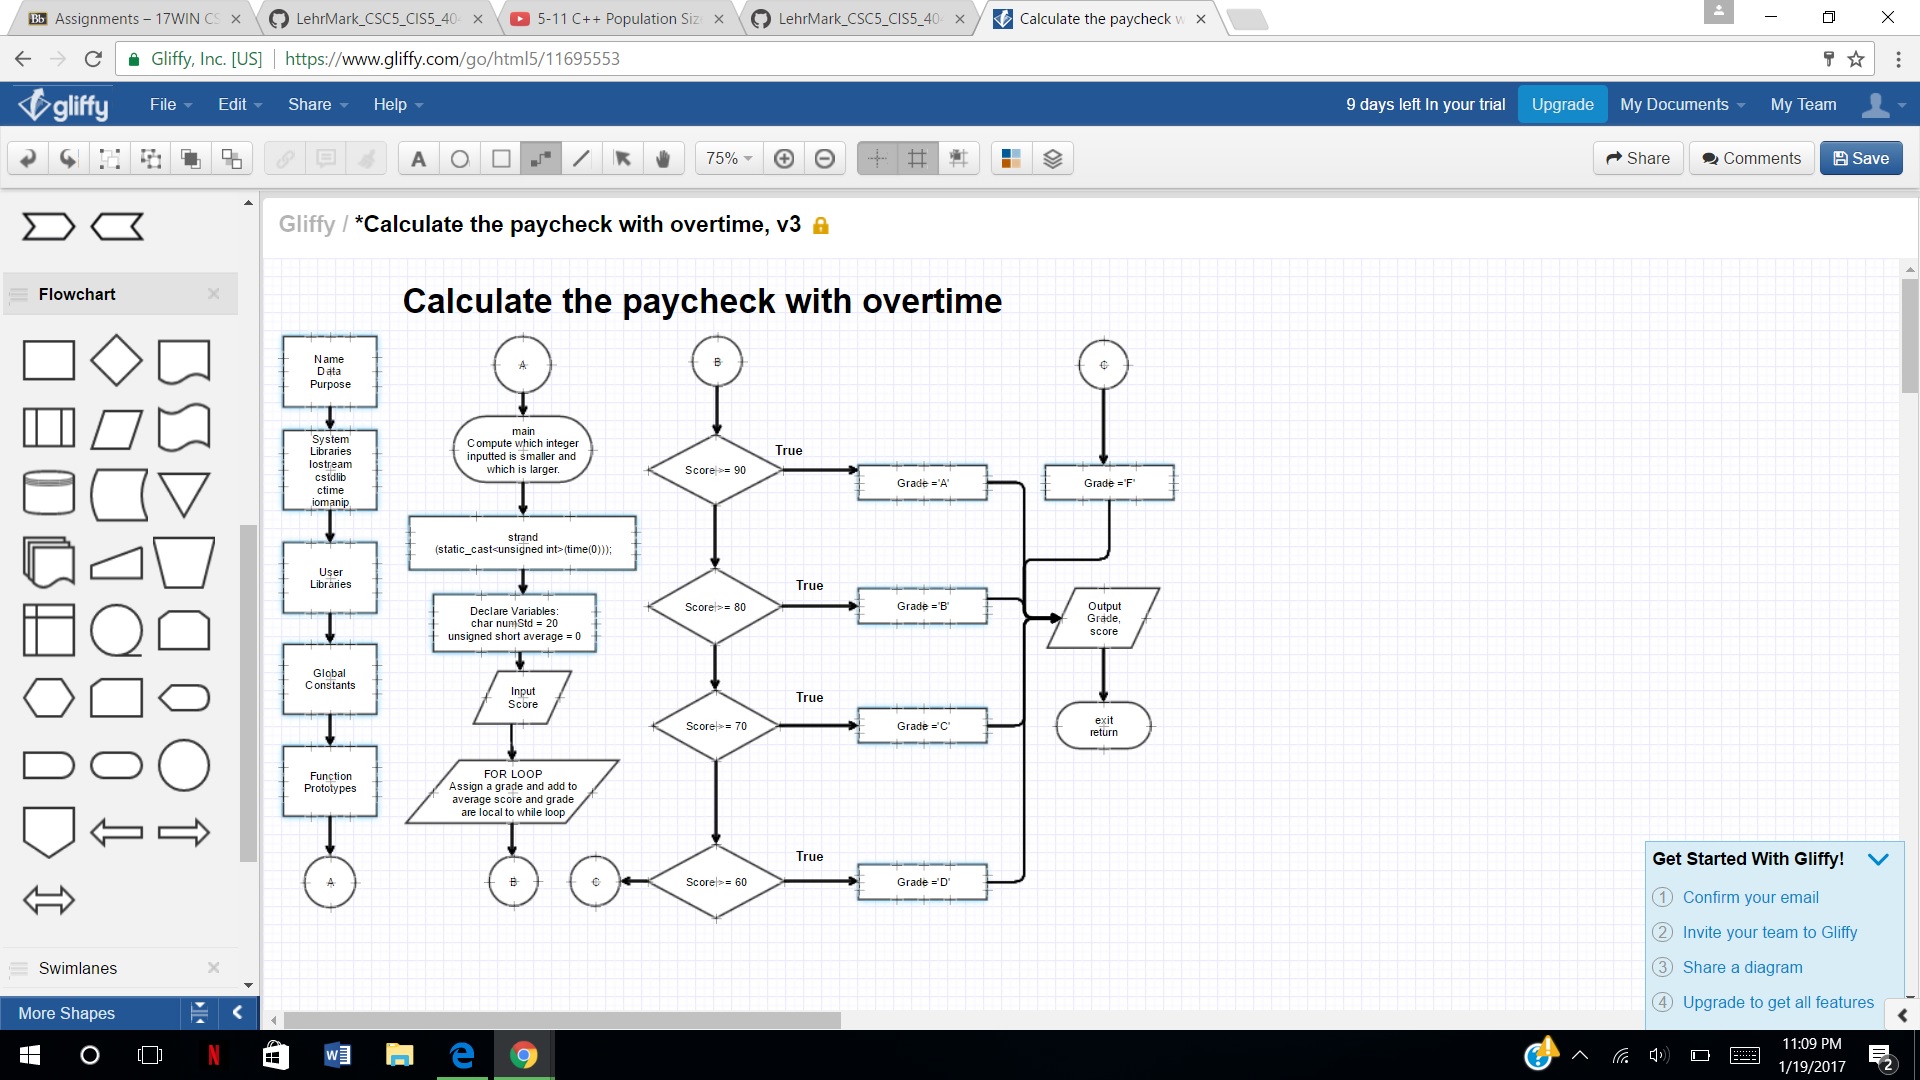 Assignments – 17WIN CS
LehrMark_CSC5_CIS5_40
5-11 C++ Population Siz
LehrMark_CSC5_CIS5_40
Calculate the paycheck w
Gliffy, Inc. [US]
https://www.gliffy.com/go/html5/11695553
gliffy
File
Edit
Share
Help
9 days left In your trial
Upgrade
My Documents
My Team
A
75%
Share
Comments
Save
Gliffy / *Calculate the paycheck with overtime, v3
Flowchart
Swimlanes
More Shapes
Calculate the paycheck with overtime
Name
Data
Purpose
System
Libraries
Iostream
cstdlib
ctime
iomanip
User
Libraries
Global
Constants
Function
Prototypes
A
A
main
Compute which integer
inputted is smaller and
which is larger.
strand
(static_cast<unsigned int>(time(0)));
Declare Variables:
char numStd = 20
unsigned short average = 0
Input
Score
FOR LOOP
Assign a grade and add to
average score and grade
are local to while loop
B
B
Score >= 90
True
Grade ='A'
Score >= 80
True
Grade ='B'
Score >= 70
True
Grade ='C'
Score >= 60
True
Grade ='D'
C
C
Grade ='F'
Output
Grade,
score
exit
return
Get Started With Gliffy!
1 Confirm your email
2 Invite your team to Gliffy
3 Share a diagram
4 Upgrade to get all features
11:09 PM
1/19/2017
2